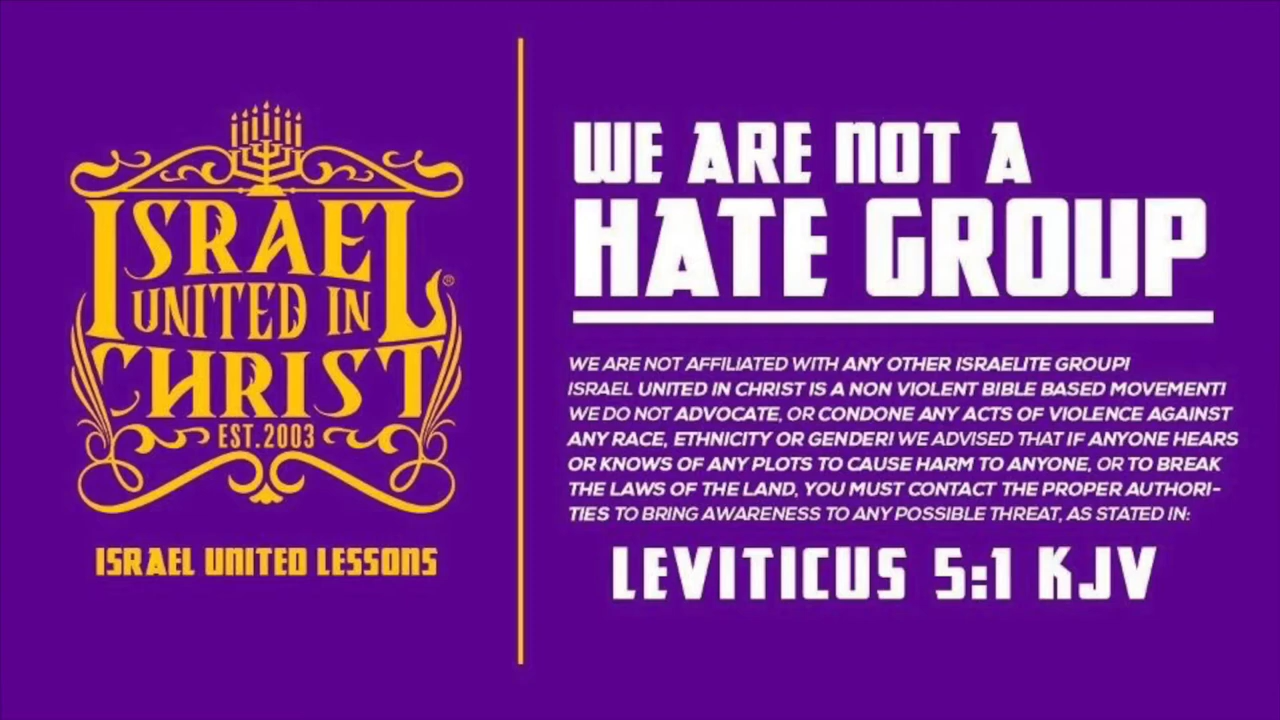 ISRAEL
UNITED IN
CHRIST®
EST.2003
ISRAEL UNITED LESSONS
WE ARE NOT A
HATE GROUP
WE ARE NOT AFFILIATED WITH ANY OTHER ISRAELITE GROUP!
ISRAEL UNITED IN CHRIST IS A NON VIOLENT BIBLE BASED MOVEMENT!
WE DO NOT ADVOCATE, OR CONDONE ANY ACTS OF VIOLENCE AGAINST
ANY RACE, ETHNICITY OR GENDER! WE ADVISED THAT IF ANYONE HEARS
OR KNOWS OF ANY PLOTS TO CAUSE HARM TO ANYONE, OR TO BREAK
THE LAWS OF THE LAND, YOU MUST CONTACT THE PROPER AUTHORI-
TIES TO BRING AWARENESS TO ANY POSSIBLE THREAT, AS STATED IN:
LEVITICUS 5:1 KJV